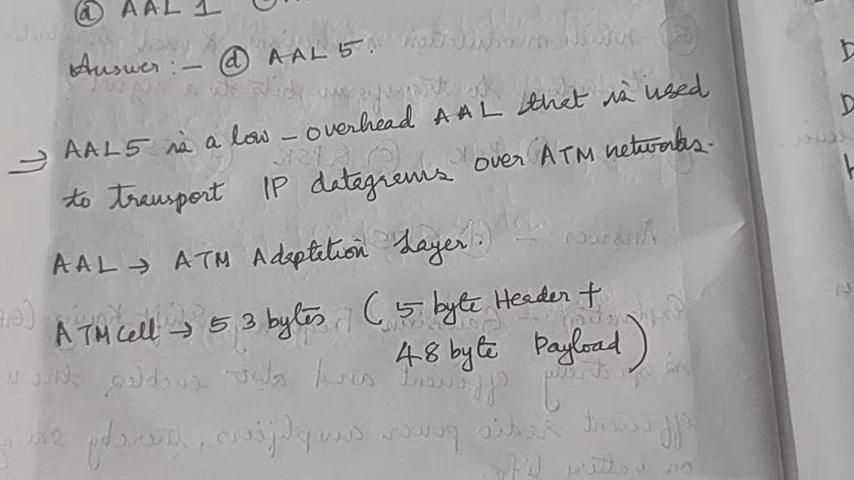 ⓐ AAL 1
Answer :- ⓓ AAL 5.
⇒ AAL5 is a low-overhead AAL that is used
to transport IP datagrams over ATM networks.
AAL → ATM Adaptation Layer.
ATM Cell → 53 bytes (5 byte Header +
48 byte Payload)